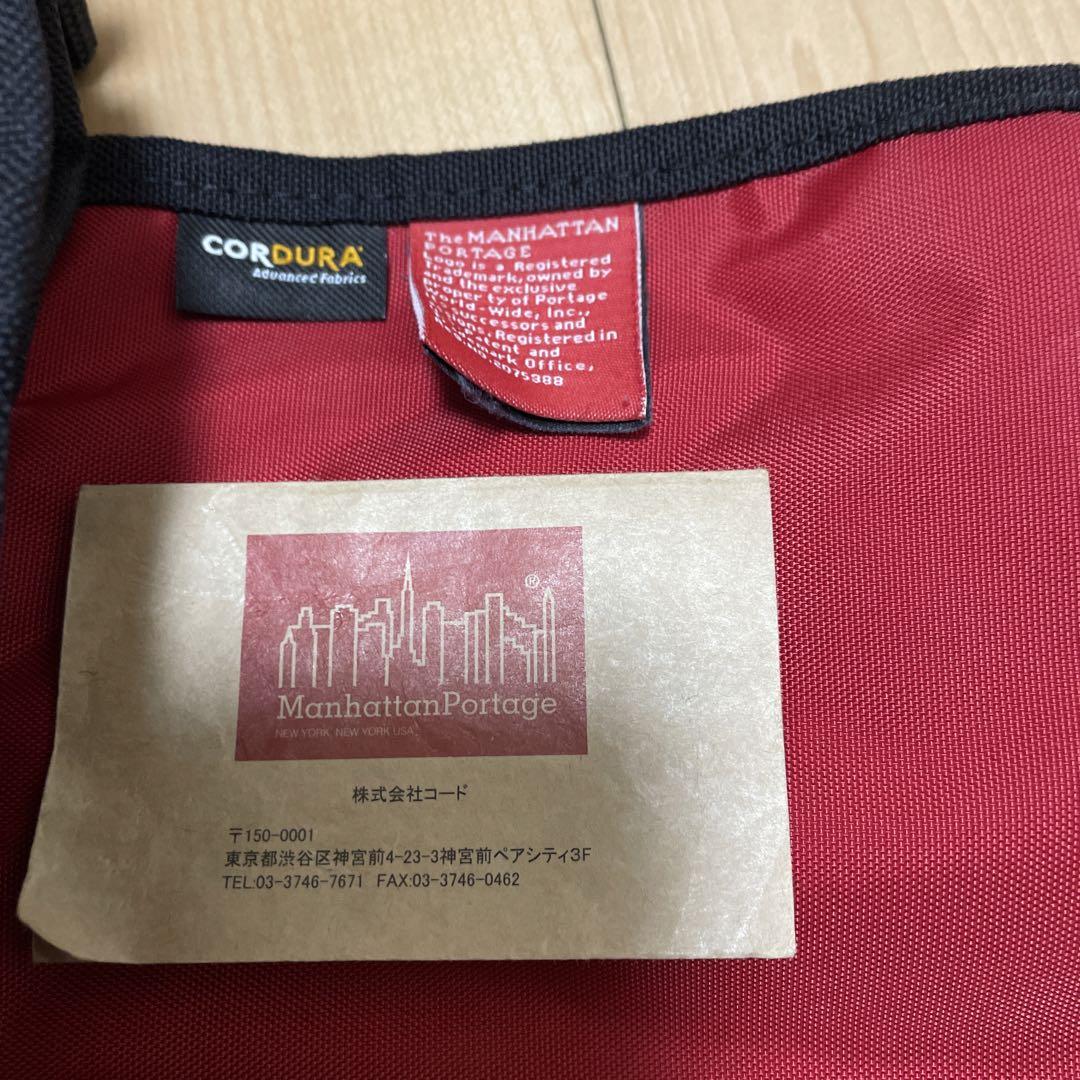 CORDURA
Advanced Fabrics
The MANHATTAN
PORTAGE
Logo is a Registered
Trademark, owned by
and the exclusive
property of Portage
World-Wide, Inc.,
successors and
Registered in
and
Office,
2075388
®
ManhattanPortage
NEW YORK NEW YORK USA
株式会社コード
〒150-0001
東京都渋谷区神宮前4-23-3神宮前ペアシティ3F
TEL:03-3746-7671 FAX:03-3746-0462